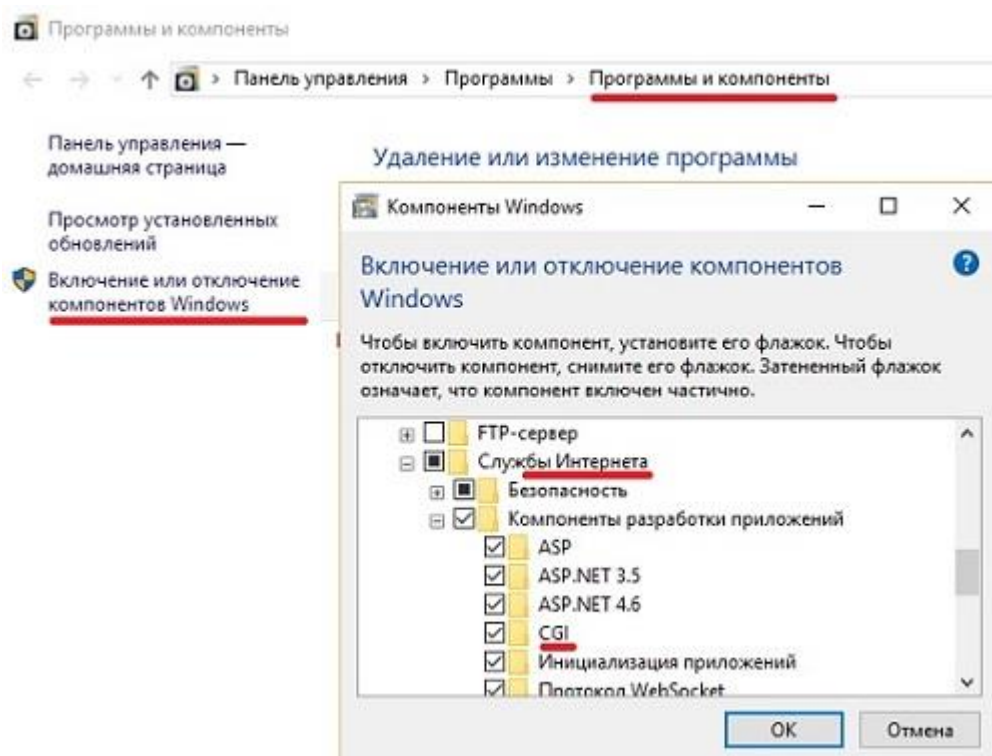 Программы и компоненты
Панель управления > Программы > Программы и компоненты
Панель управления —
домашняя страница
Просмотр установленных
обновлений
Включение или отключение
компонентов Windows
Удаление или изменение программы
Компоненты Windows
Включение или отключение компонентов
Windows
Чтобы включить компонент, установите его флажок. Чтобы
отключить компонент, снимите его флажок. Затененный флажок
означает, что компонент включен частично.
FTP-сервер
Службы Интернета
Безопасность
Компоненты разработки приложений
ASP
ASP.NET 3.5
ASP.NET 4.6
CGI
Инициализация приложений
Протокол WebSocket
OK
Отмена